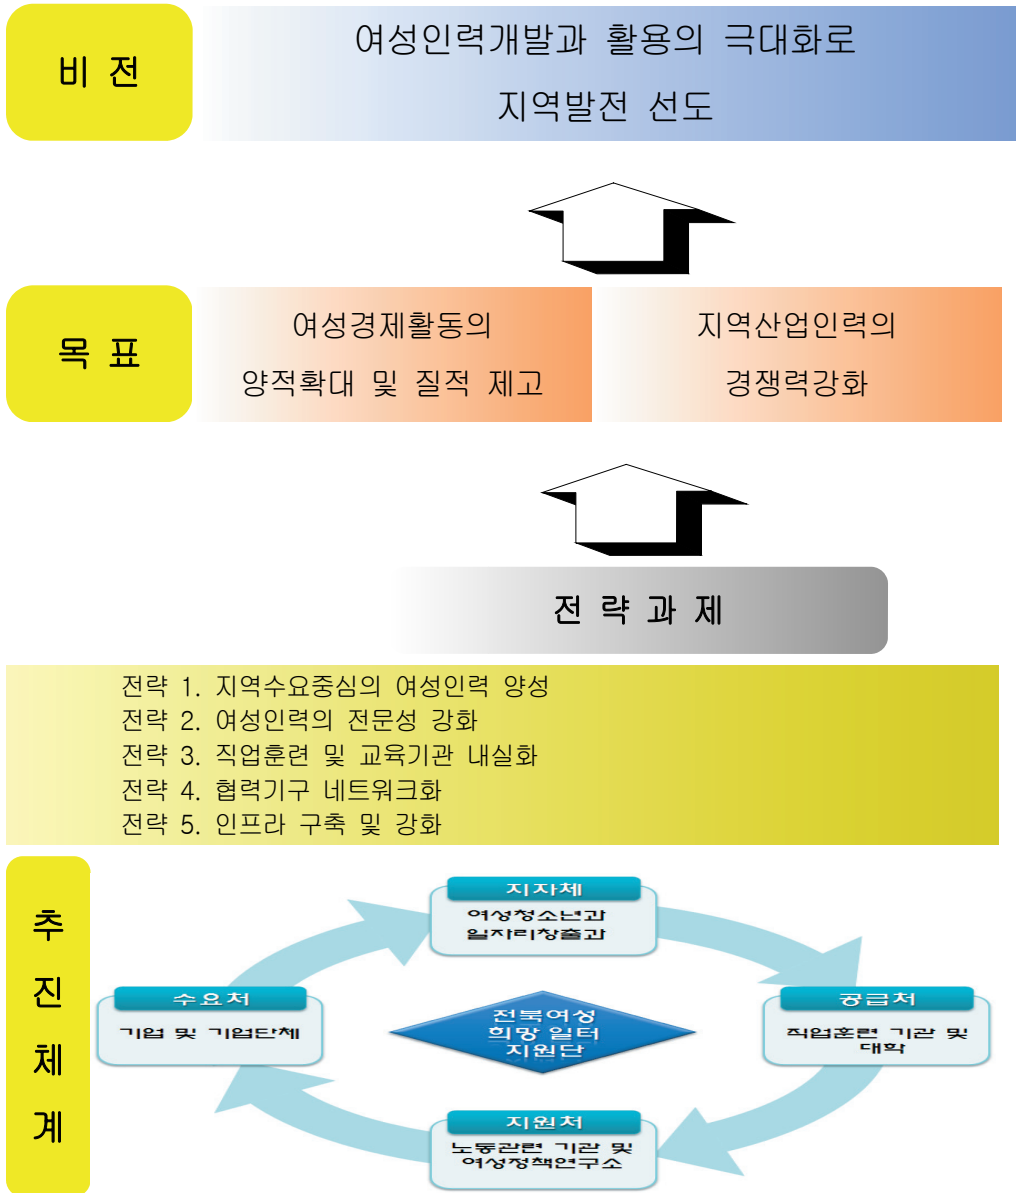 비 전
여성인력개발과 활용의 극대화로
지역발전 선도
목 표
여성경제활동의
양적확대 및 질적 제고
지역산업인력의
경쟁력강화
전 략 과 제
전략 1. 지역수요중심의 여성인력 양성
전략 2. 여성인력의 전문성 강화
전략 3. 직업훈련 및 교육기관 내실화
전략 4. 협력기구 네트워크화
전략 5. 인프라 구축 및 강화
추
진
체
계
지자체
여성청소년과
일자리창출과
수요처
기업 및 기업단체
전북여성
희망 일터
지원단
공급처
직업훈련 기관 및
대학
지원처
노동관련 기관 및
여성정책연구소